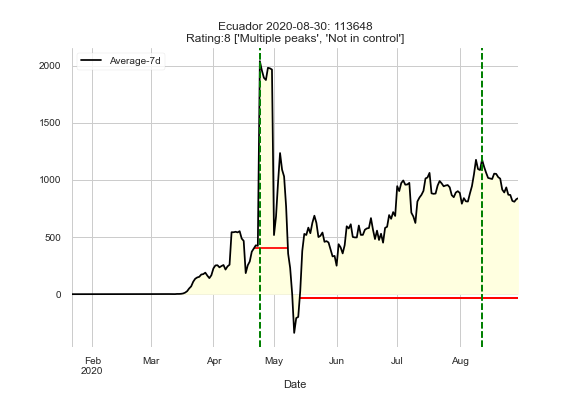 Ecuador 2020-08-30: 113648
Rating:8 ['Multiple peaks', 'Not in control']
Average-7d
2000
1500
1000
500
0
Feb Mar Apr May Jun Jul Aug
2020
Date